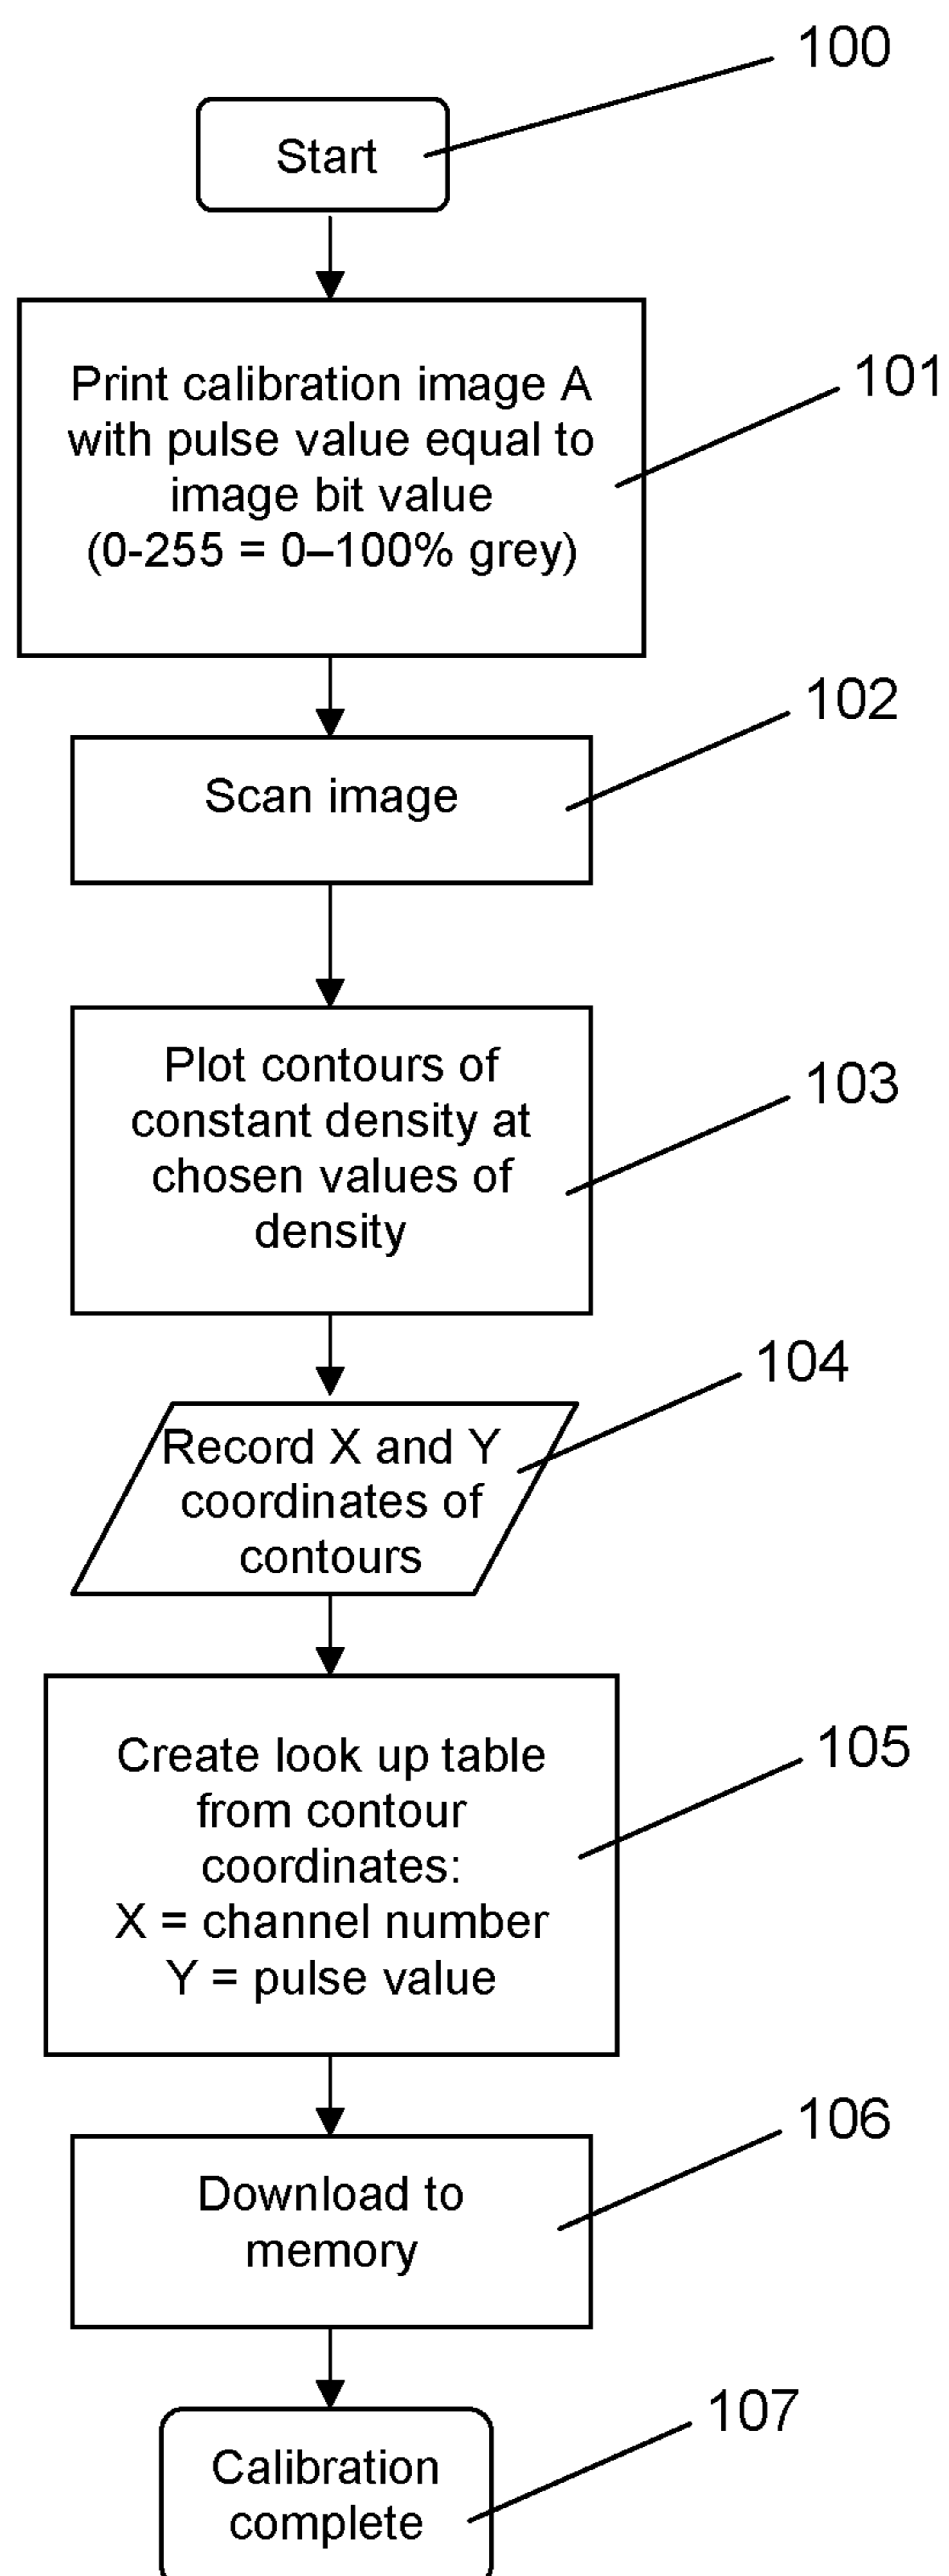 100
Start
101
Print calibration image A
with pulse value equal to
image bit value
(0-255 = 0–100% grey)
102
Scan image
103
Plot contours of
constant density at
chosen values of
density
104
Record X and Y
coordinates of
contours
105
Create look up table
from contour
coordinates:
X = channel number
Y = pulse value
106
Download to
memory
107
Calibration
complete